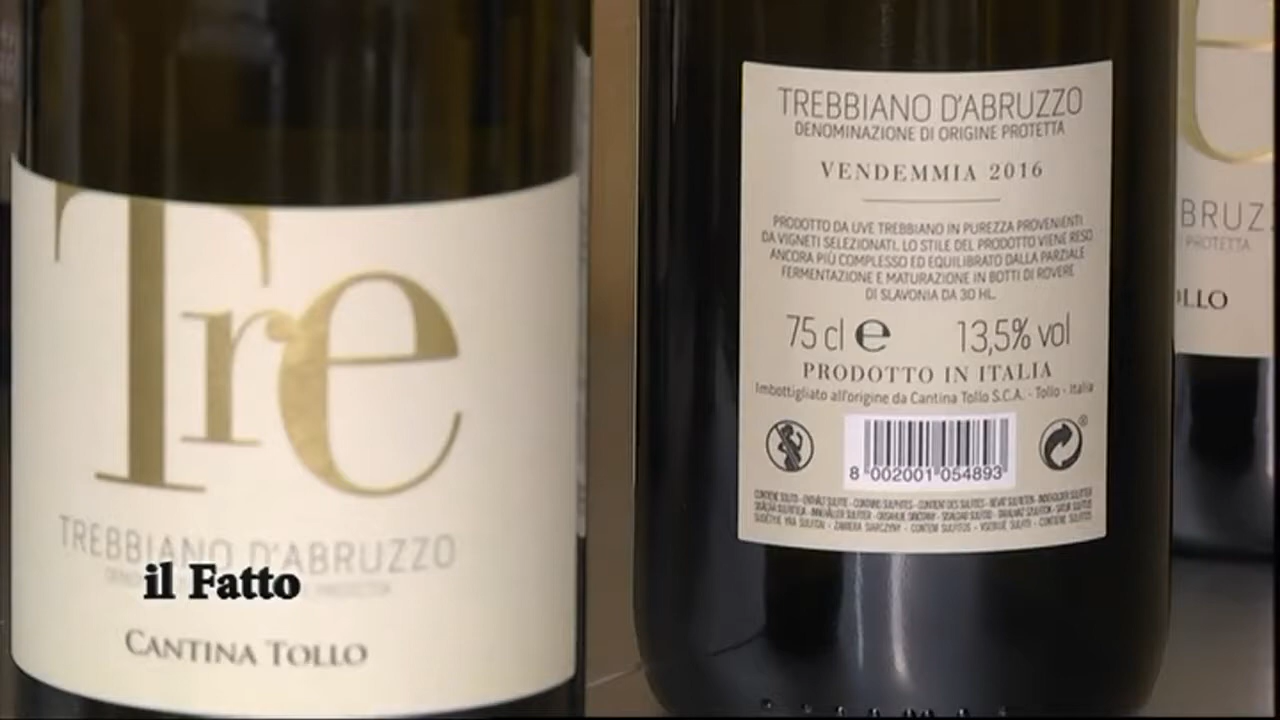 Tre
TREBBIANO D'ABRUZZO
il Fatto
CANTINA TOLLO
TREBBIANO D'ABRUZZO
DENOMINAZIONE DI ORIGINE PROTETTA
VENDEMMIA 2016
PRODOTTO DA UVE TREBBIANO IN PUREZZA PROVENIENTI
DA VIGNETI SELEZIONATI. LO STILE DEL PRODOTTO VIENE RESO
ANCORA PIÙ COMPLESSO ED EQUILIBRATO DALLA PARZIALE
FERMENTAZIONE E MATURAZIONE IN BOTTI DI ROVERE
DI SLAVONIA DA 30 HL.
75 cl e 13,5% vol
PRODOTTO IN ITALIA
Imbottigliato all'origine da Cantina Tollo S.C.A. - Tollo - Italia
8 002001 054893
e
BRUZZ
PROTETTA
OLLO